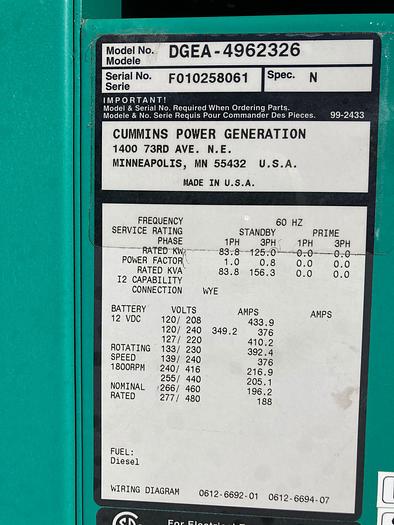 Model No. DGEA-4962326
Modele
Serial No. F010258061 Spec. N
Serie
IMPORTANT!
Model & Serial No. Required When Ordering Parts.
Modele & No. Serie Requis Pour Commander Des Pieces. 99-2433
CUMMINS POWER GENERATION
1400 73RD AVE. N.E.
MINNEAPOLIS, MN 55432 U.S.A.
MADE IN U.S.A.
FREQUENCY 60 HZ
SERVICE RATING STANDBY PRIME
PHASE 1PH 3PH 1PH 3PH
RATED KW 83.8 125.0 0.0 0.0
POWER FACTOR 1.0 0.8 0.0 0.0
RATED KVA 83.8 156.3 0.0 0.0
I2 CAPABILITY
CONNECTION WYE
BATTERY VOLTS AMPS AMPS
12 VDC 120/ 208 433.9
120/ 240 349.2 376
127/ 220 410.2
ROTATING 133/ 230 392.4
SPEED 139/ 240 376
1800RPM 240/ 416 216.9
255/ 440 205.1
NOMINAL 266/ 460 196.2
RATED 277/ 480 188
FUEL:
Diesel
WIRING DIAGRAM 0612-6692-01 0612-6694-07
For Electrical